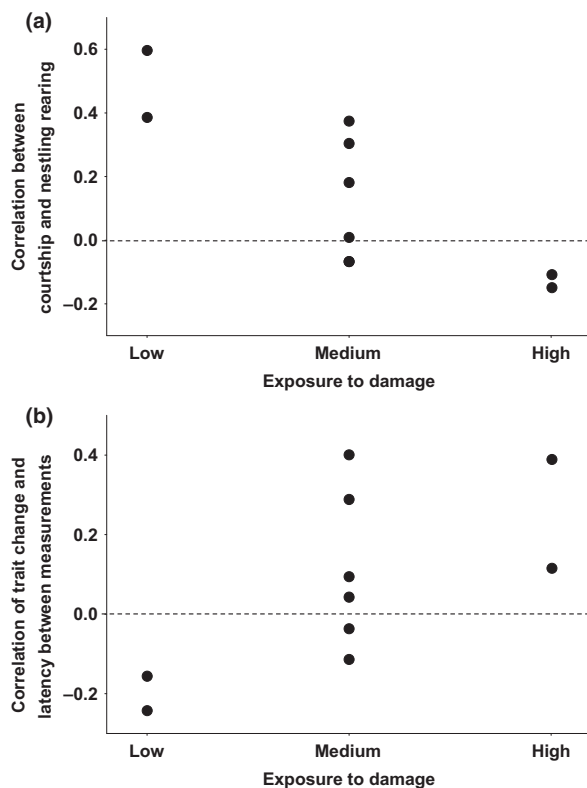 (a)
Correlation between
courtship and nestling rearing
0.6
0.4
0.2
0.0
–0.2
Low Medium High
Exposure to damage
(b)
Correlation of trait change and
latency between measurements
0.4
0.2
0.0
–0.2
Low Medium High
Exposure to damage